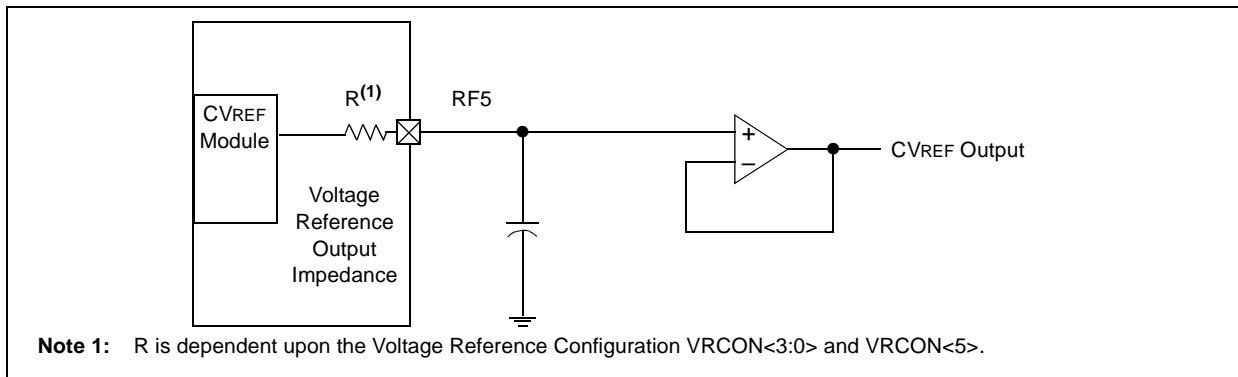 R(1)
RF5
CVREF
Module
+
–
CVREF Output
Voltage
Reference
Output
Impedance
Note 1: R is dependent upon the Voltage Reference Configuration VRCON<3:0> and VRCON<5>.